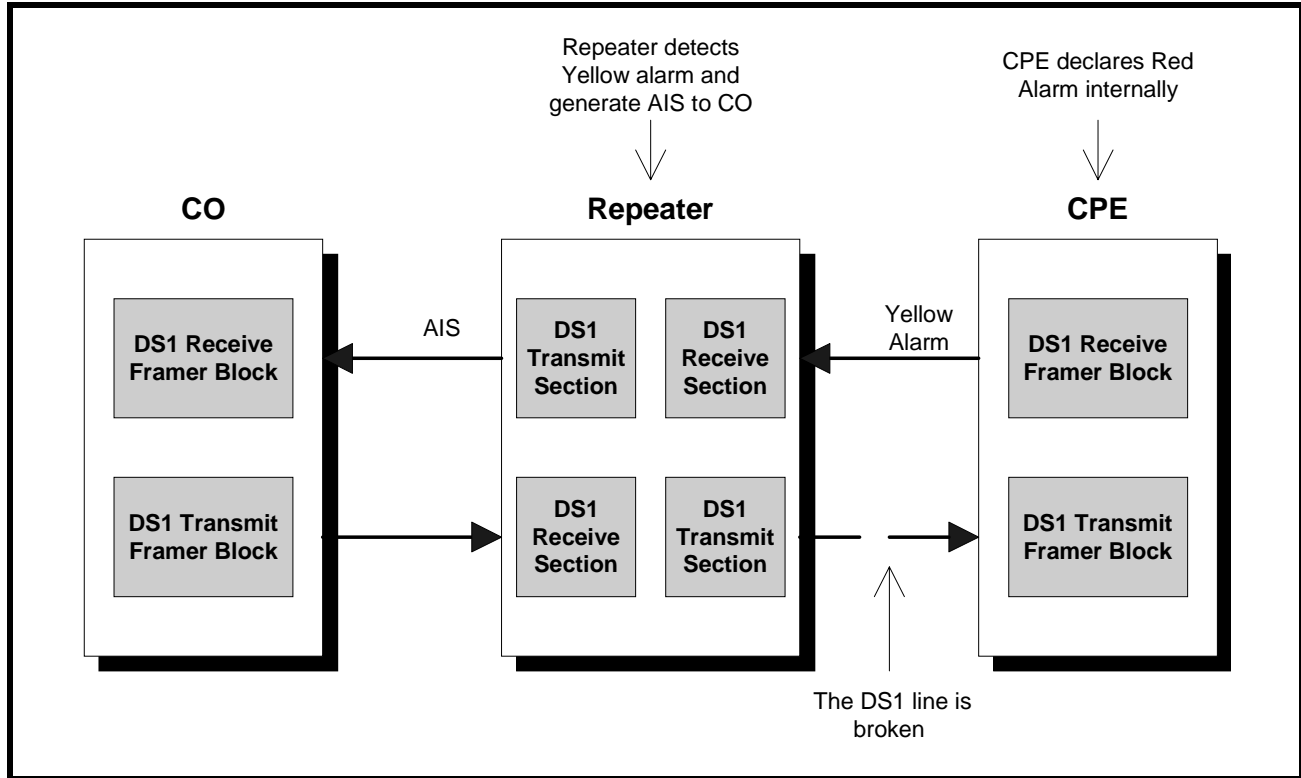 Repeater detects
Yellow alarm and
generate AIS to CO
CPE declares Red
Alarm internally
CO
Repeater
CPE
DS1 Receive
Framer Block
AIS
DS1
Transmit
Section
DS1
Receive
Section
Yellow
Alarm
DS1 Receive
Framer Block
DS1 Transmit
Framer Block
DS1
Receive
Section
DS1
Transmit
Section
DS1 Transmit
Framer Block
The DS1 line is
broken